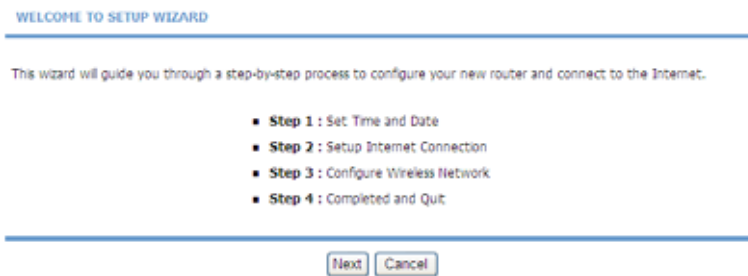 WELCOME TO SETUP WIZARD
This wizard will guide you through a step-by-step process to configure your new router and connect to the Internet.
Step 1 : Set Time and Date
Step 2 : Setup Internet Connection
Step 3 : Configure Wireless Network
Step 4 : Completed and Quit
Next Cancel